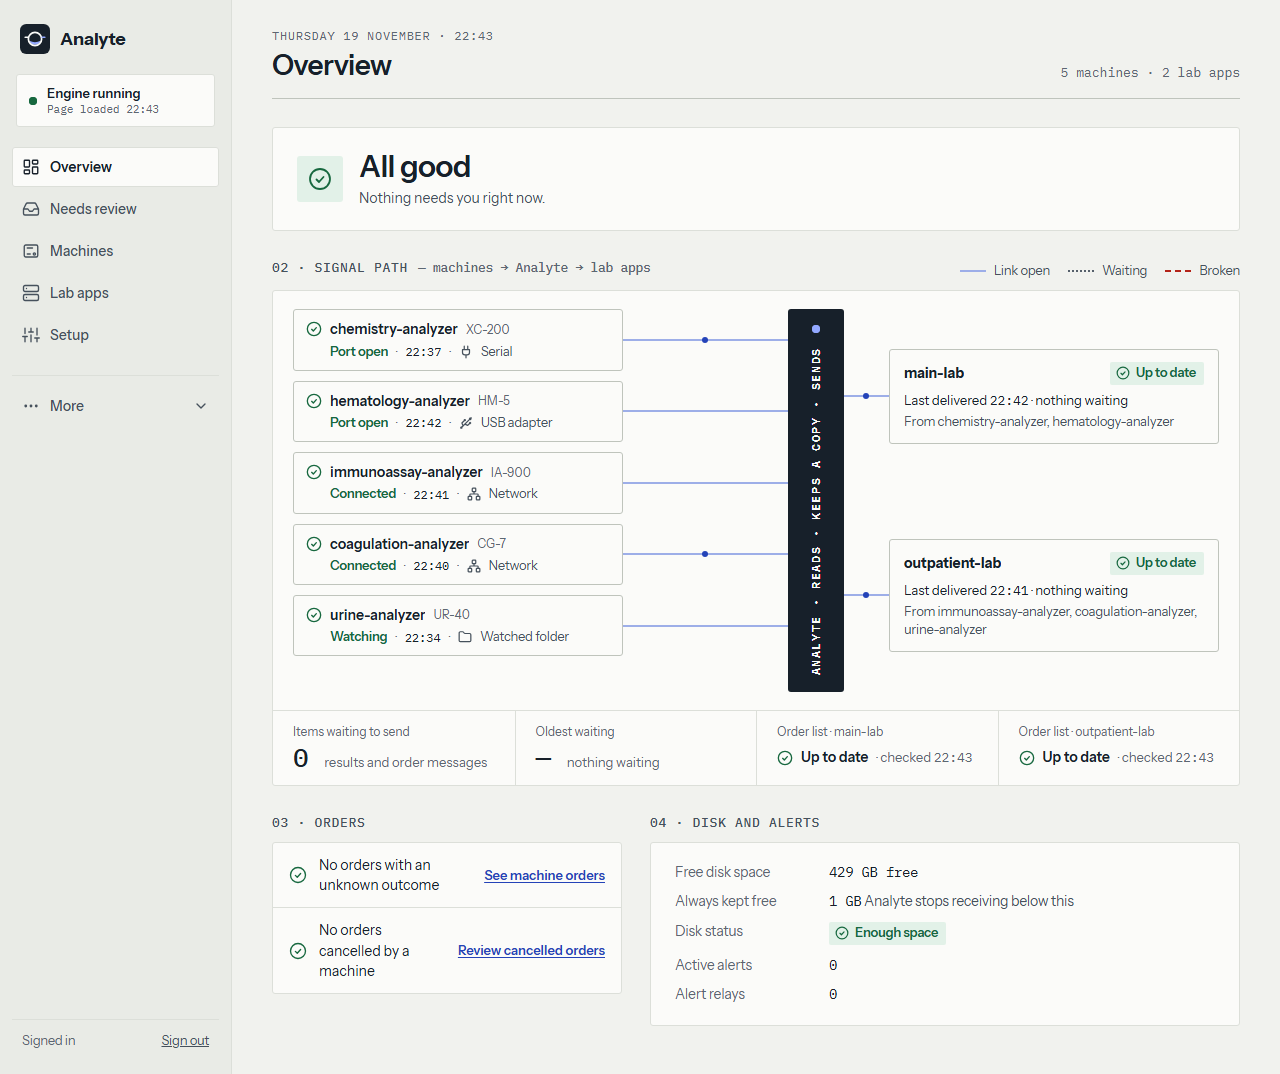 Analyte
Engine running
Page loaded 22:43
Overview
Needs review
Machines
Lab apps
Setup
More
Signed in
Sign out
THURSDAY 19 NOVEMBER · 22:43
Overview
5 machines · 2 lab apps
All good
Nothing needs you right now.
02 · SIGNAL PATH — machines → Analyte → lab apps
Link open
Waiting
Broken
chemistry-analyzer XC-200
Port open · 22:37 · Serial
hematology-analyzer HM-5
Port open · 22:42 · USB adapter
immunoassay-analyzer IA-900
Connected · 22:41 · Network
coagulation-analyzer CG-7
Connected · 22:40 · Network
urine-analyzer UR-40
Watching · 22:34 · Watched folder
ANALYTE · READS · KEEPS A COPY · SENDS
main-lab Up to date
Last delivered 22:42 · nothing waiting
From chemistry-analyzer, hematology-analyzer
outpatient-lab Up to date
Last delivered 22:41 · nothing waiting
From immunoassay-analyzer, coagulation-analyzer,
urine-analyzer
Items waiting to send
0 results and order messages
Oldest waiting
— nothing waiting
Order list · main-lab
Up to date · checked 22:43
Order list · outpatient-lab
Up to date · checked 22:43
03 · ORDERS
No orders with an
unknown outcome
See machine orders
No orders
cancelled by a
machine
Review cancelled orders
04 · DISK AND ALERTS
Free disk space 429 GB free
Always kept free 1 GB Analyte stops receiving below this
Disk status Enough space
Active alerts 0
Alert relays 0